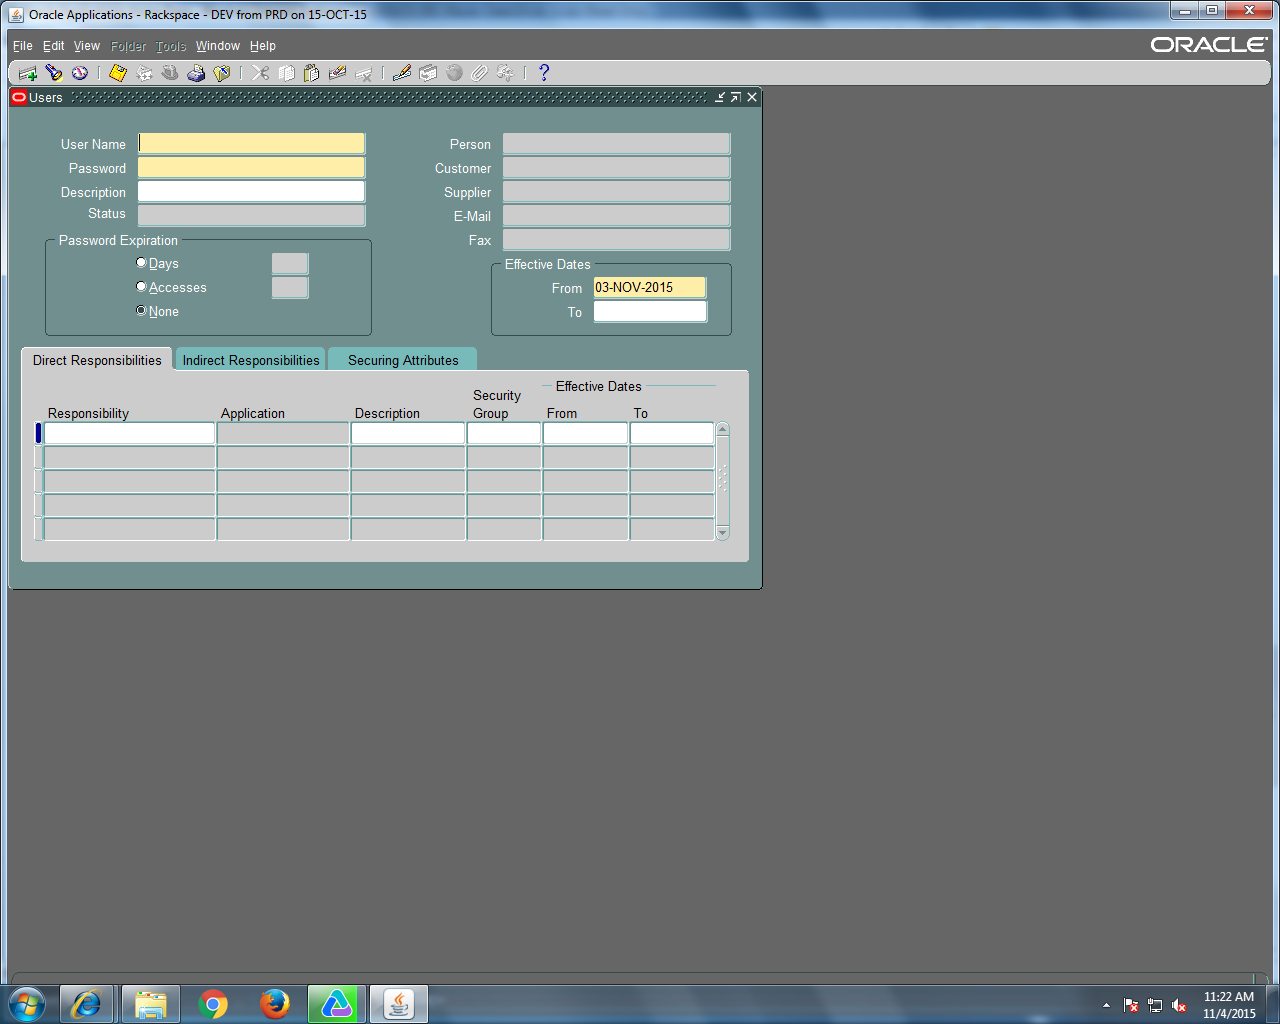 Oracle Applications - Rackspace - DEV from PRD on 15-OCT-15
File Edit View Folder Tools Window Help
ORACLE
Users
User Name
Password
Description
Status
Person
Customer
Supplier
E-Mail
Fax
Password Expiration
Days
Accesses
None
Effective Dates
From 03-NOV-2015
To
Direct Responsibilities Indirect Responsibilities Securing Attributes
Effective Dates
Responsibility Application Description Security Group From To
11:22 AM
11/4/2015